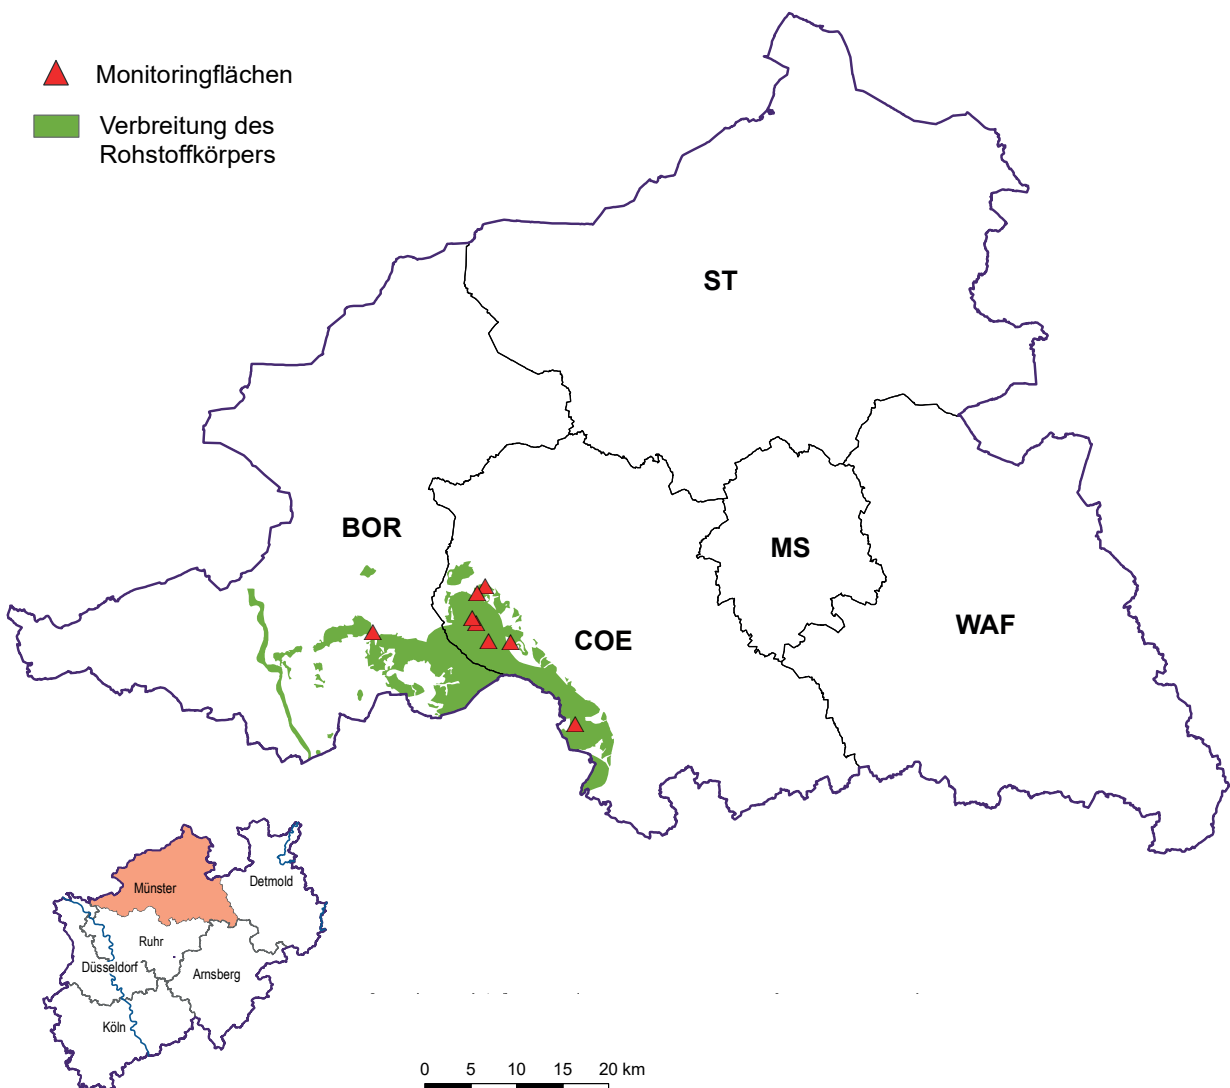 Monitoringflächen
Verbreitung des
Rohstoffkörpers
ST
BOR
MS
COE
WAF
Münster
Detmold
Ruhr
Düsseldorf
Arnsberg
Köln
0 5 10 15 20 km